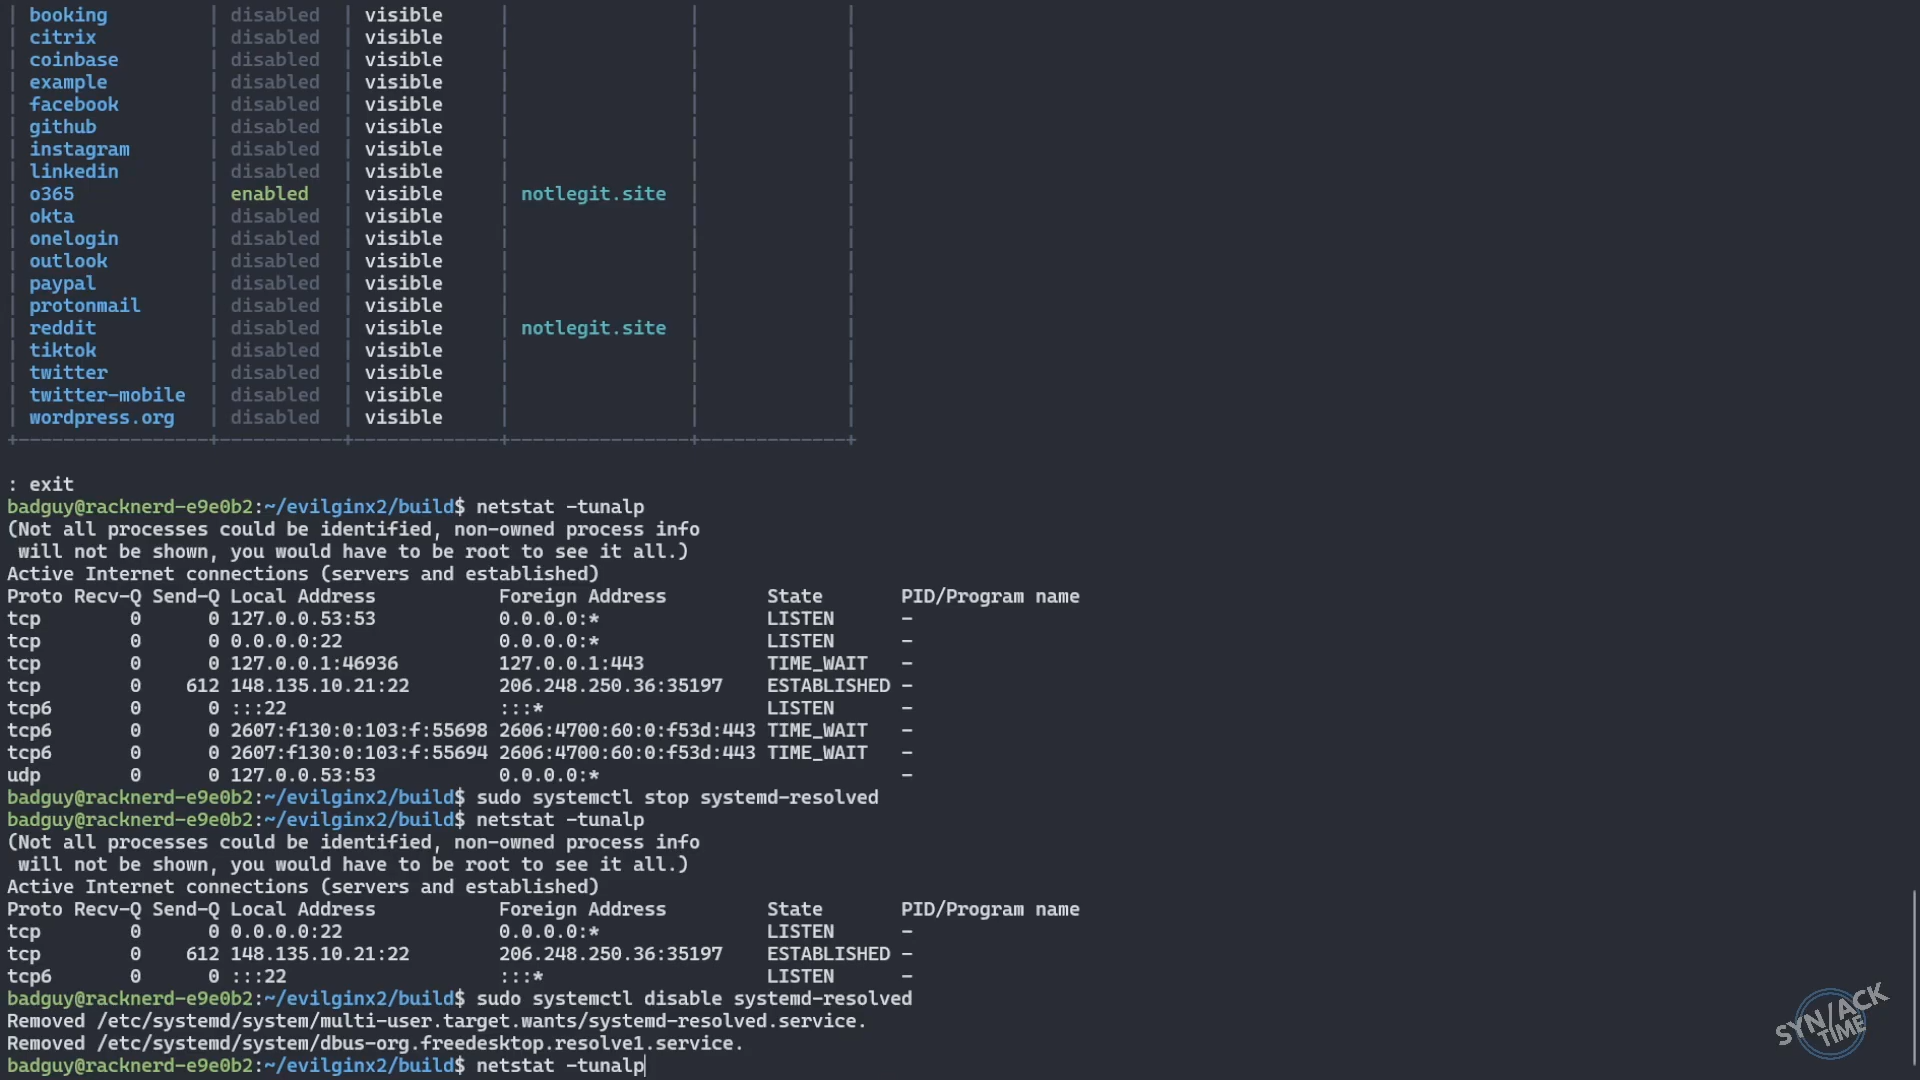 | booking | disabled | visible | | |
| citrix | disabled | visible | | |
| coinbase | disabled | visible | | |
| example | disabled | visible | | |
| facebook | disabled | visible | | |
| github | disabled | visible | | |
| instagram | disabled | visible | | |
| linkedin | disabled | visible | | |
| o365 | enabled | visible | notlegit.site | |
| okta | disabled | visible | | |
| onelogin | disabled | visible | | |
| outlook | disabled | visible | | |
| paypal | disabled | visible | | |
| protonmail | disabled | visible | | |
| reddit | disabled | visible | notlegit.site | |
| tiktok | disabled | visible | | |
| twitter | disabled | visible | | |
| twitter-mobile | disabled | visible | | |
| wordpress.org | disabled | visible | | |
+-----------------+-----------+-------------+----------------+-------------+
: exit
badguy@racknerd-e9e0b2:~/evilginx2/build$ netstat -tunalp
(Not all processes could be identified, non-owned process info
 will not be shown, you would have to be root to see it all.)
Active Internet connections (servers and established)
Proto Recv-Q Send-Q Local Address Foreign Address State PID/Program name
tcp 0 0 127.0.0.53:53 0.0.0.0:* LISTEN -
tcp 0 0 0.0.0.0:22 0.0.0.0:* LISTEN -
tcp 0 0 127.0.0.1:46936 127.0.0.1:443 TIME_WAIT -
tcp 0 612 148.135.10.21:22 206.248.250.36:35197 ESTABLISHED -
tcp6 0 0 :::22 :::* LISTEN -
tcp6 0 0 2607:f130:0:103:f:55698 2606:4700:60:0:f53d:443 TIME_WAIT -
tcp6 0 0 2607:f130:0:103:f:55694 2606:4700:60:0:f53d:443 TIME_WAIT -
udp 0 0 127.0.0.53:53 0.0.0.0:* -
badguy@racknerd-e9e0b2:~/evilginx2/build$ sudo systemctl stop systemd-resolved
badguy@racknerd-e9e0b2:~/evilginx2/build$ netstat -tunalp
(Not all processes could be identified, non-owned process info
 will not be shown, you would have to be root to see it all.)
Active Internet connections (servers and established)
Proto Recv-Q Send-Q Local Address Foreign Address State PID/Program name
tcp 0 0 0.0.0.0:22 0.0.0.0:* LISTEN -
tcp 0 612 148.135.10.21:22 206.248.250.36:35197 ESTABLISHED -
tcp6 0 0 :::22 :::* LISTEN -
badguy@racknerd-e9e0b2:~/evilginx2/build$ sudo systemctl disable systemd-resolved
Removed /etc/systemd/system/multi-user.target.wants/systemd-resolved.service.
Removed /etc/systemd/system/dbus-org.freedesktop.resolve1.service.
badguy@racknerd-e9e0b2:~/evilginx2/build$ netstat -tunalp
SYN/ACK
TIME